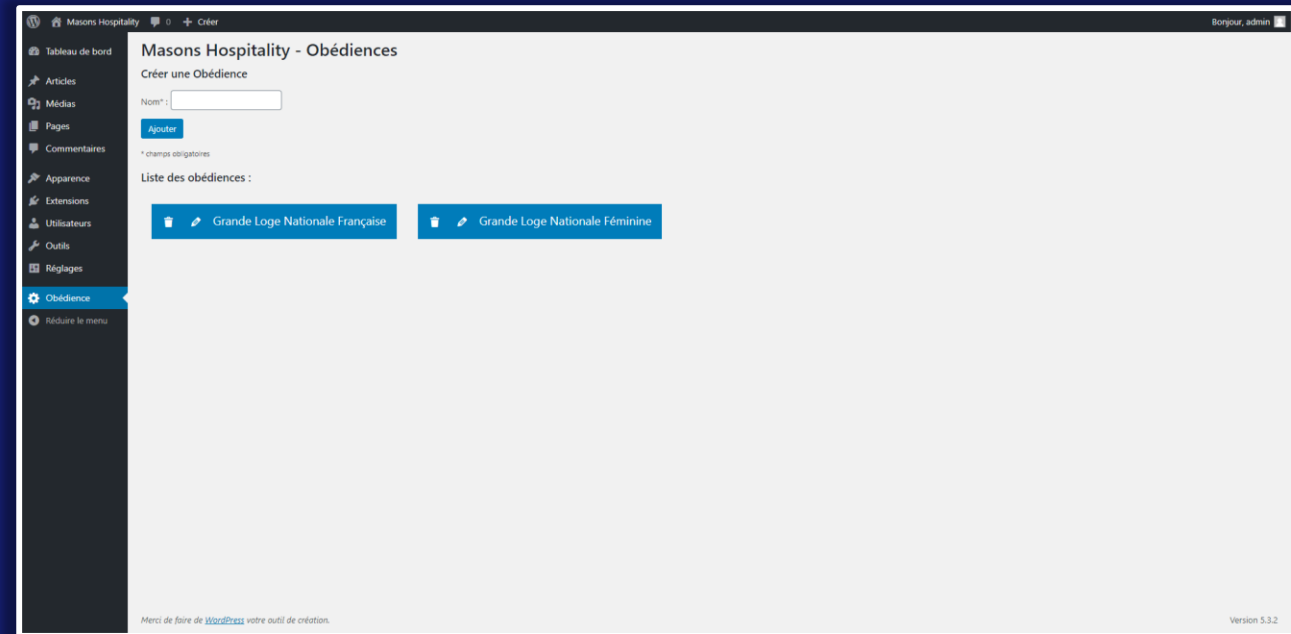 Masons Hospitality 0 + Créer Bonjour, admin
Tableau de bord
Articles
Médias
Pages
Commentaires
Apparence
Extensions
Utilisateurs
Outils
Réglages
Obédience
Réduire le menu
Masons Hospitality - Obédiences
Créer une Obédience
Nom* :
Ajouter
* champs obligatoires
Liste des obédiences :
Grande Loge Nationale Française Grande Loge Nationale Féminine
Merci de faire de WordPress votre outil de création. Version 5.3.2